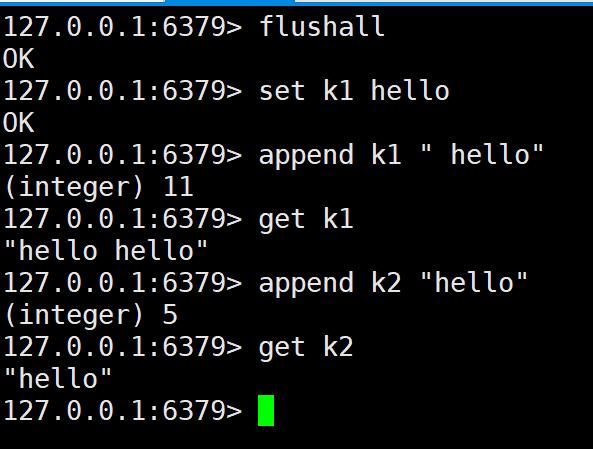 127.0.0.1:6379> flushall
OK
127.0.0.1:6379> set k1 hello
OK
127.0.0.1:6379> append k1 " hello"
(integer) 11
127.0.0.1:6379> get k1
"hello hello"
127.0.0.1:6379> append k2 "hello"
(integer) 5
127.0.0.1:6379> get k2
"hello"
127.0.0.1:6379>